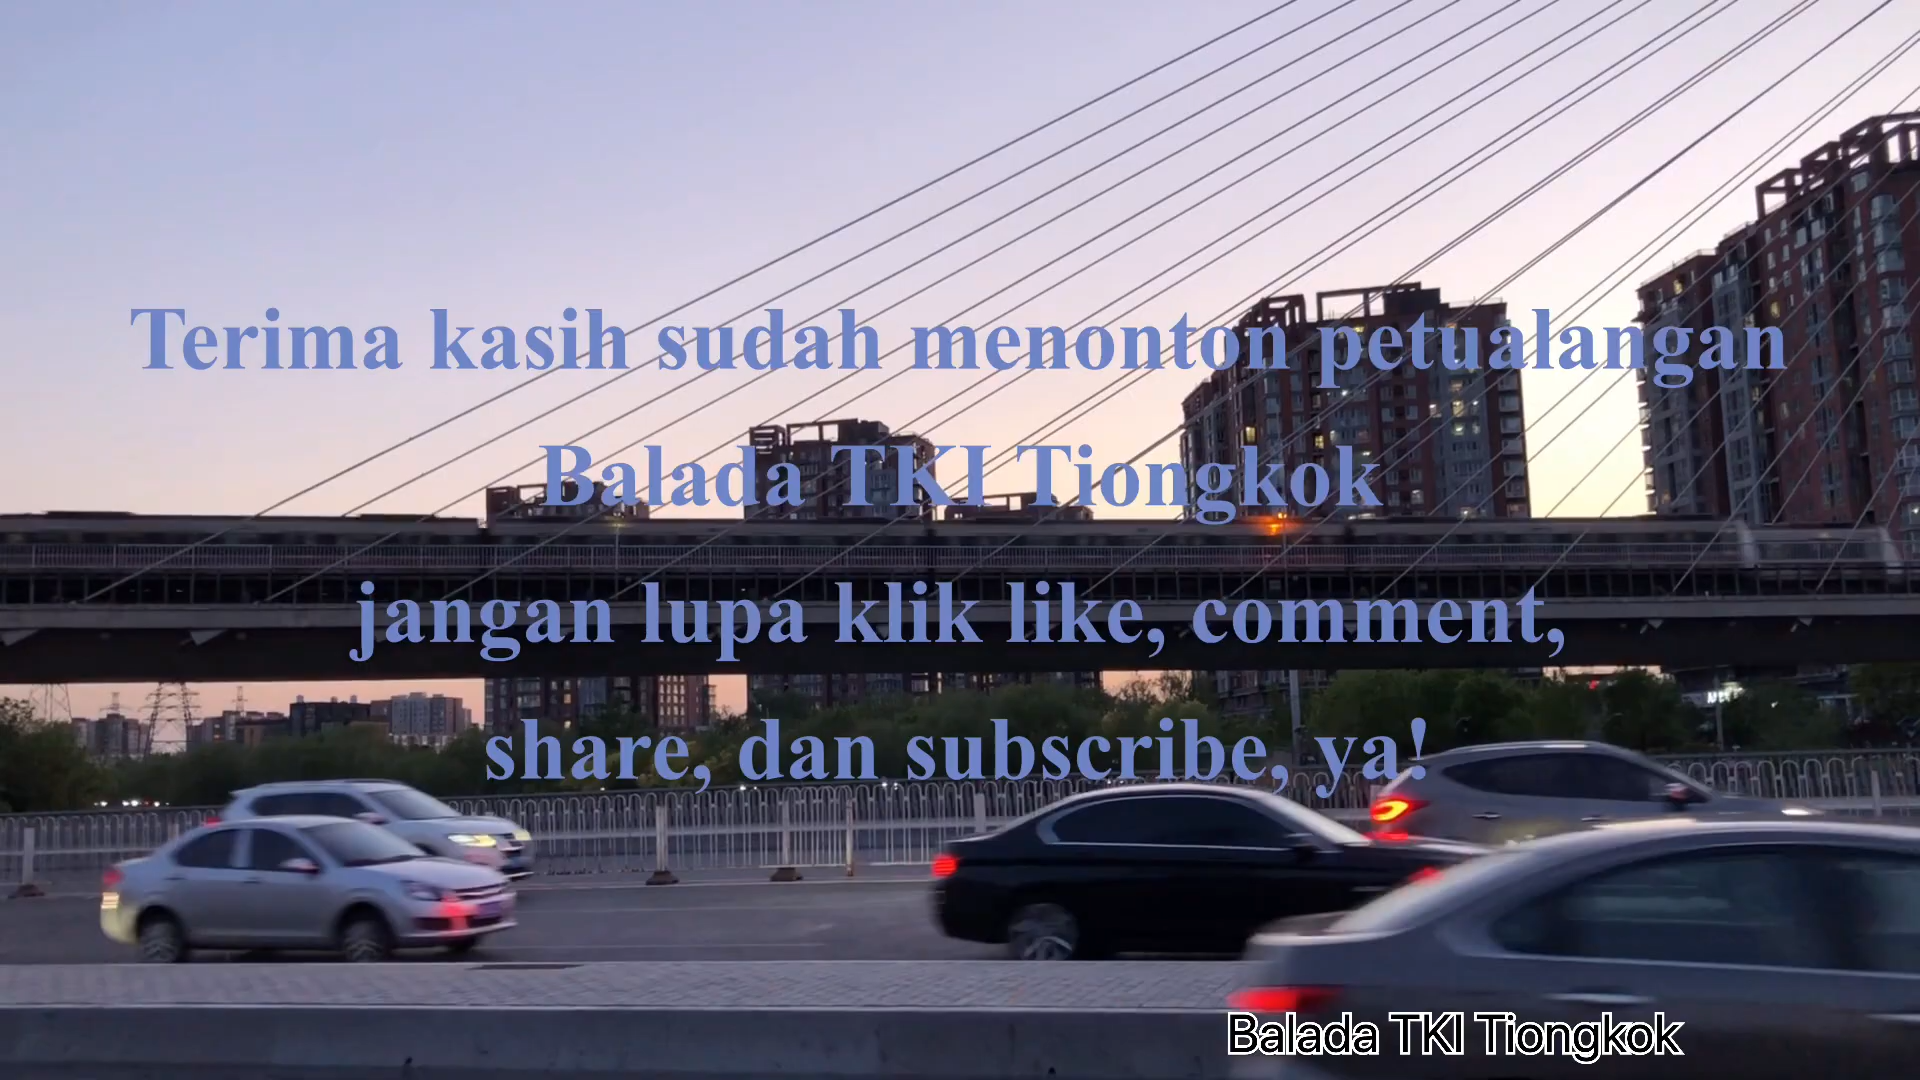 Terima kasih sudah menonton petualangan
Balada TKI Tiongkok
jangan lupa klik like, comment,
share, dan subscribe, ya!
Balada TKI Tiongkok